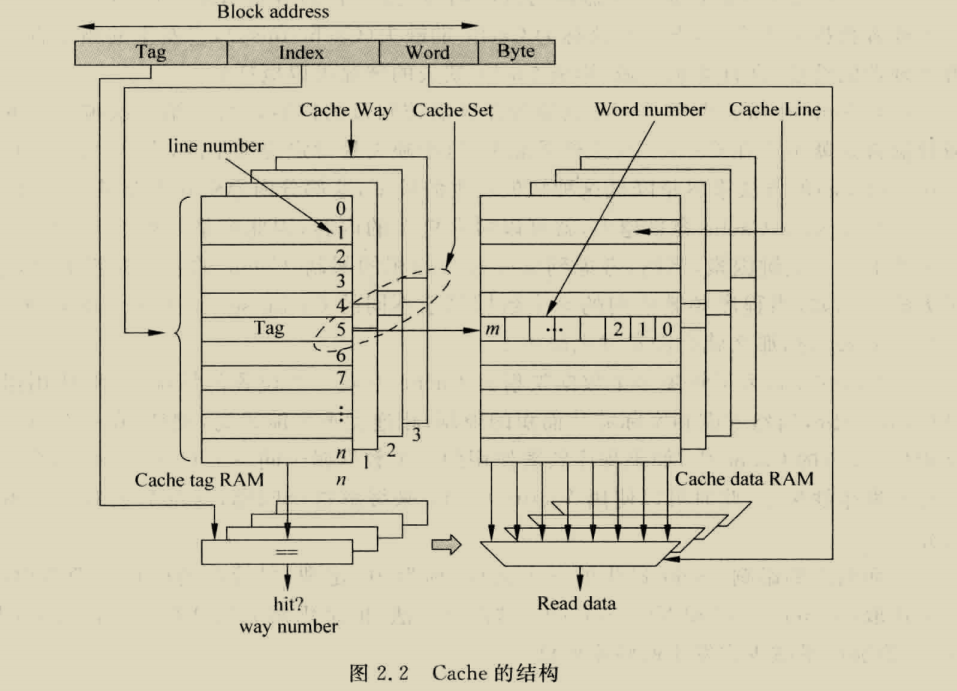 Block address
Tag Index Word Byte
Cache Way Cache Set Word number Cache Line
line number
0
1
2
3
4
Tag 5 m ... 2 1 0
6
7
⋮
n 1 2 3
Cache tag RAM n Cache data RAM
==
hit? Read data
way number
图 2.2 Cache 的结构